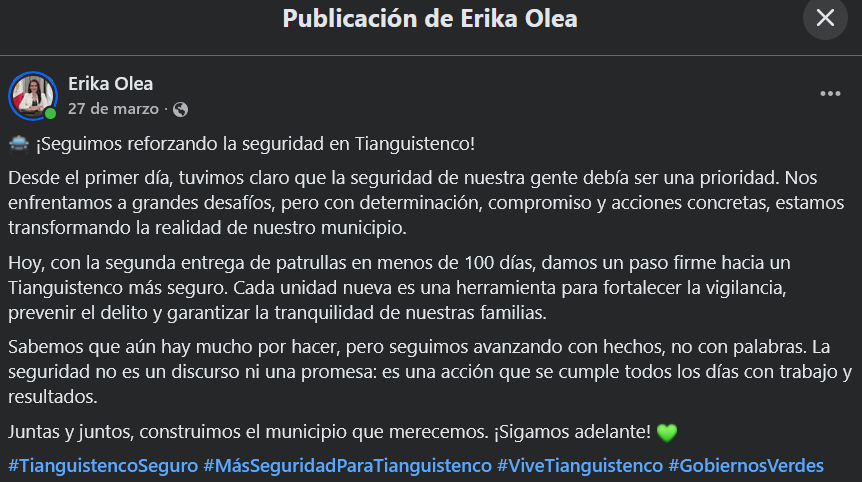 Publicación de Erika Olea
Erika Olea
27 de marzo ·
🚔 ¡Seguimos reforzando la seguridad en Tianguistenco!
Desde el primer día, tuvimos claro que la seguridad de nuestra gente debía ser una prioridad. Nos
enfrentamos a grandes desafíos, pero con determinación, compromiso y acciones concretas, estamos
transformando la realidad de nuestro municipio.
Hoy, con la segunda entrega de patrullas en menos de 100 días, damos un paso firme hacia un
Tianguistenco más seguro. Cada unidad nueva es una herramienta para fortalecer la vigilancia,
prevenir el delito y garantizar la tranquilidad de nuestras familias.
Sabemos que aún hay mucho por hacer, pero seguimos avanzando con hechos, no con palabras. La
seguridad no es un discurso ni una promesa: es una acción que se cumple todos los días con trabajo y
resultados.
Juntas y juntos, construimos el municipio que merecemos. ¡Sigamos adelante! 💚
#TianguistencoSeguro #MásSeguridadParaTianguistenco #ViveTianguistenco #GobiernosVerdes